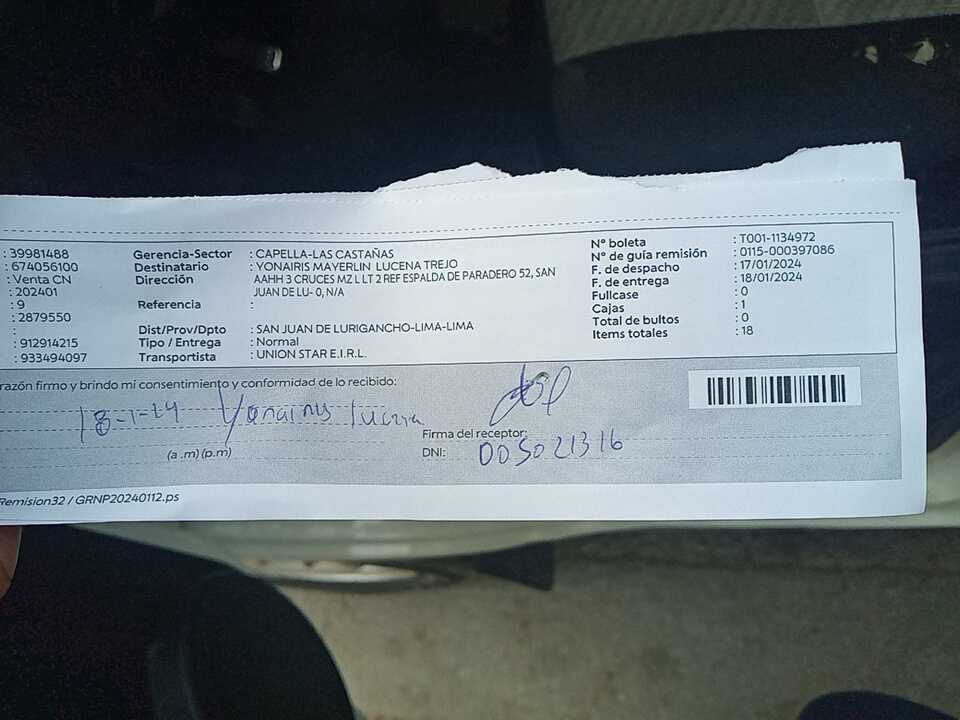 : 39981488
: 674056100
: Venta CN
: 202401
: 9
: 2879550
:
: 912914215
: 933494097
Gerencia-Sector : CAPELLA-LAS CASTAÑAS
Destinatario : YONAIRIS MAYERLIN LUCENA TREJO
Dirección AAHH 3 CRUCES MZ L LT 2 REF ESPALDA DE PARADERO 52, SAN
JUAN DE LU- 0, N/A
Referencia :
Dist/Prov/Dpto : SAN JUAN DE LURIGANCHO-LIMA-LIMA
Tipo / Entrega : Normal
Transportista : UNION STAR E.I.R.L.
N° boleta : T001-1134972
N° de guía remisión : 0115-000397086
F. de despacho : 17/01/2024
F. de entrega : 18/01/2024
Fullcase : 0
Cajas : 1
Total de bultos : 0
Items totales : 18
razón firmo y brindo mi consentimiento y conformidad de lo recibido:
18-1-24 Yonairis lucena
(a .m) (p.m)
Firma del receptor:
DNI: 005021316
Remision32 / GRNP20240112.ps